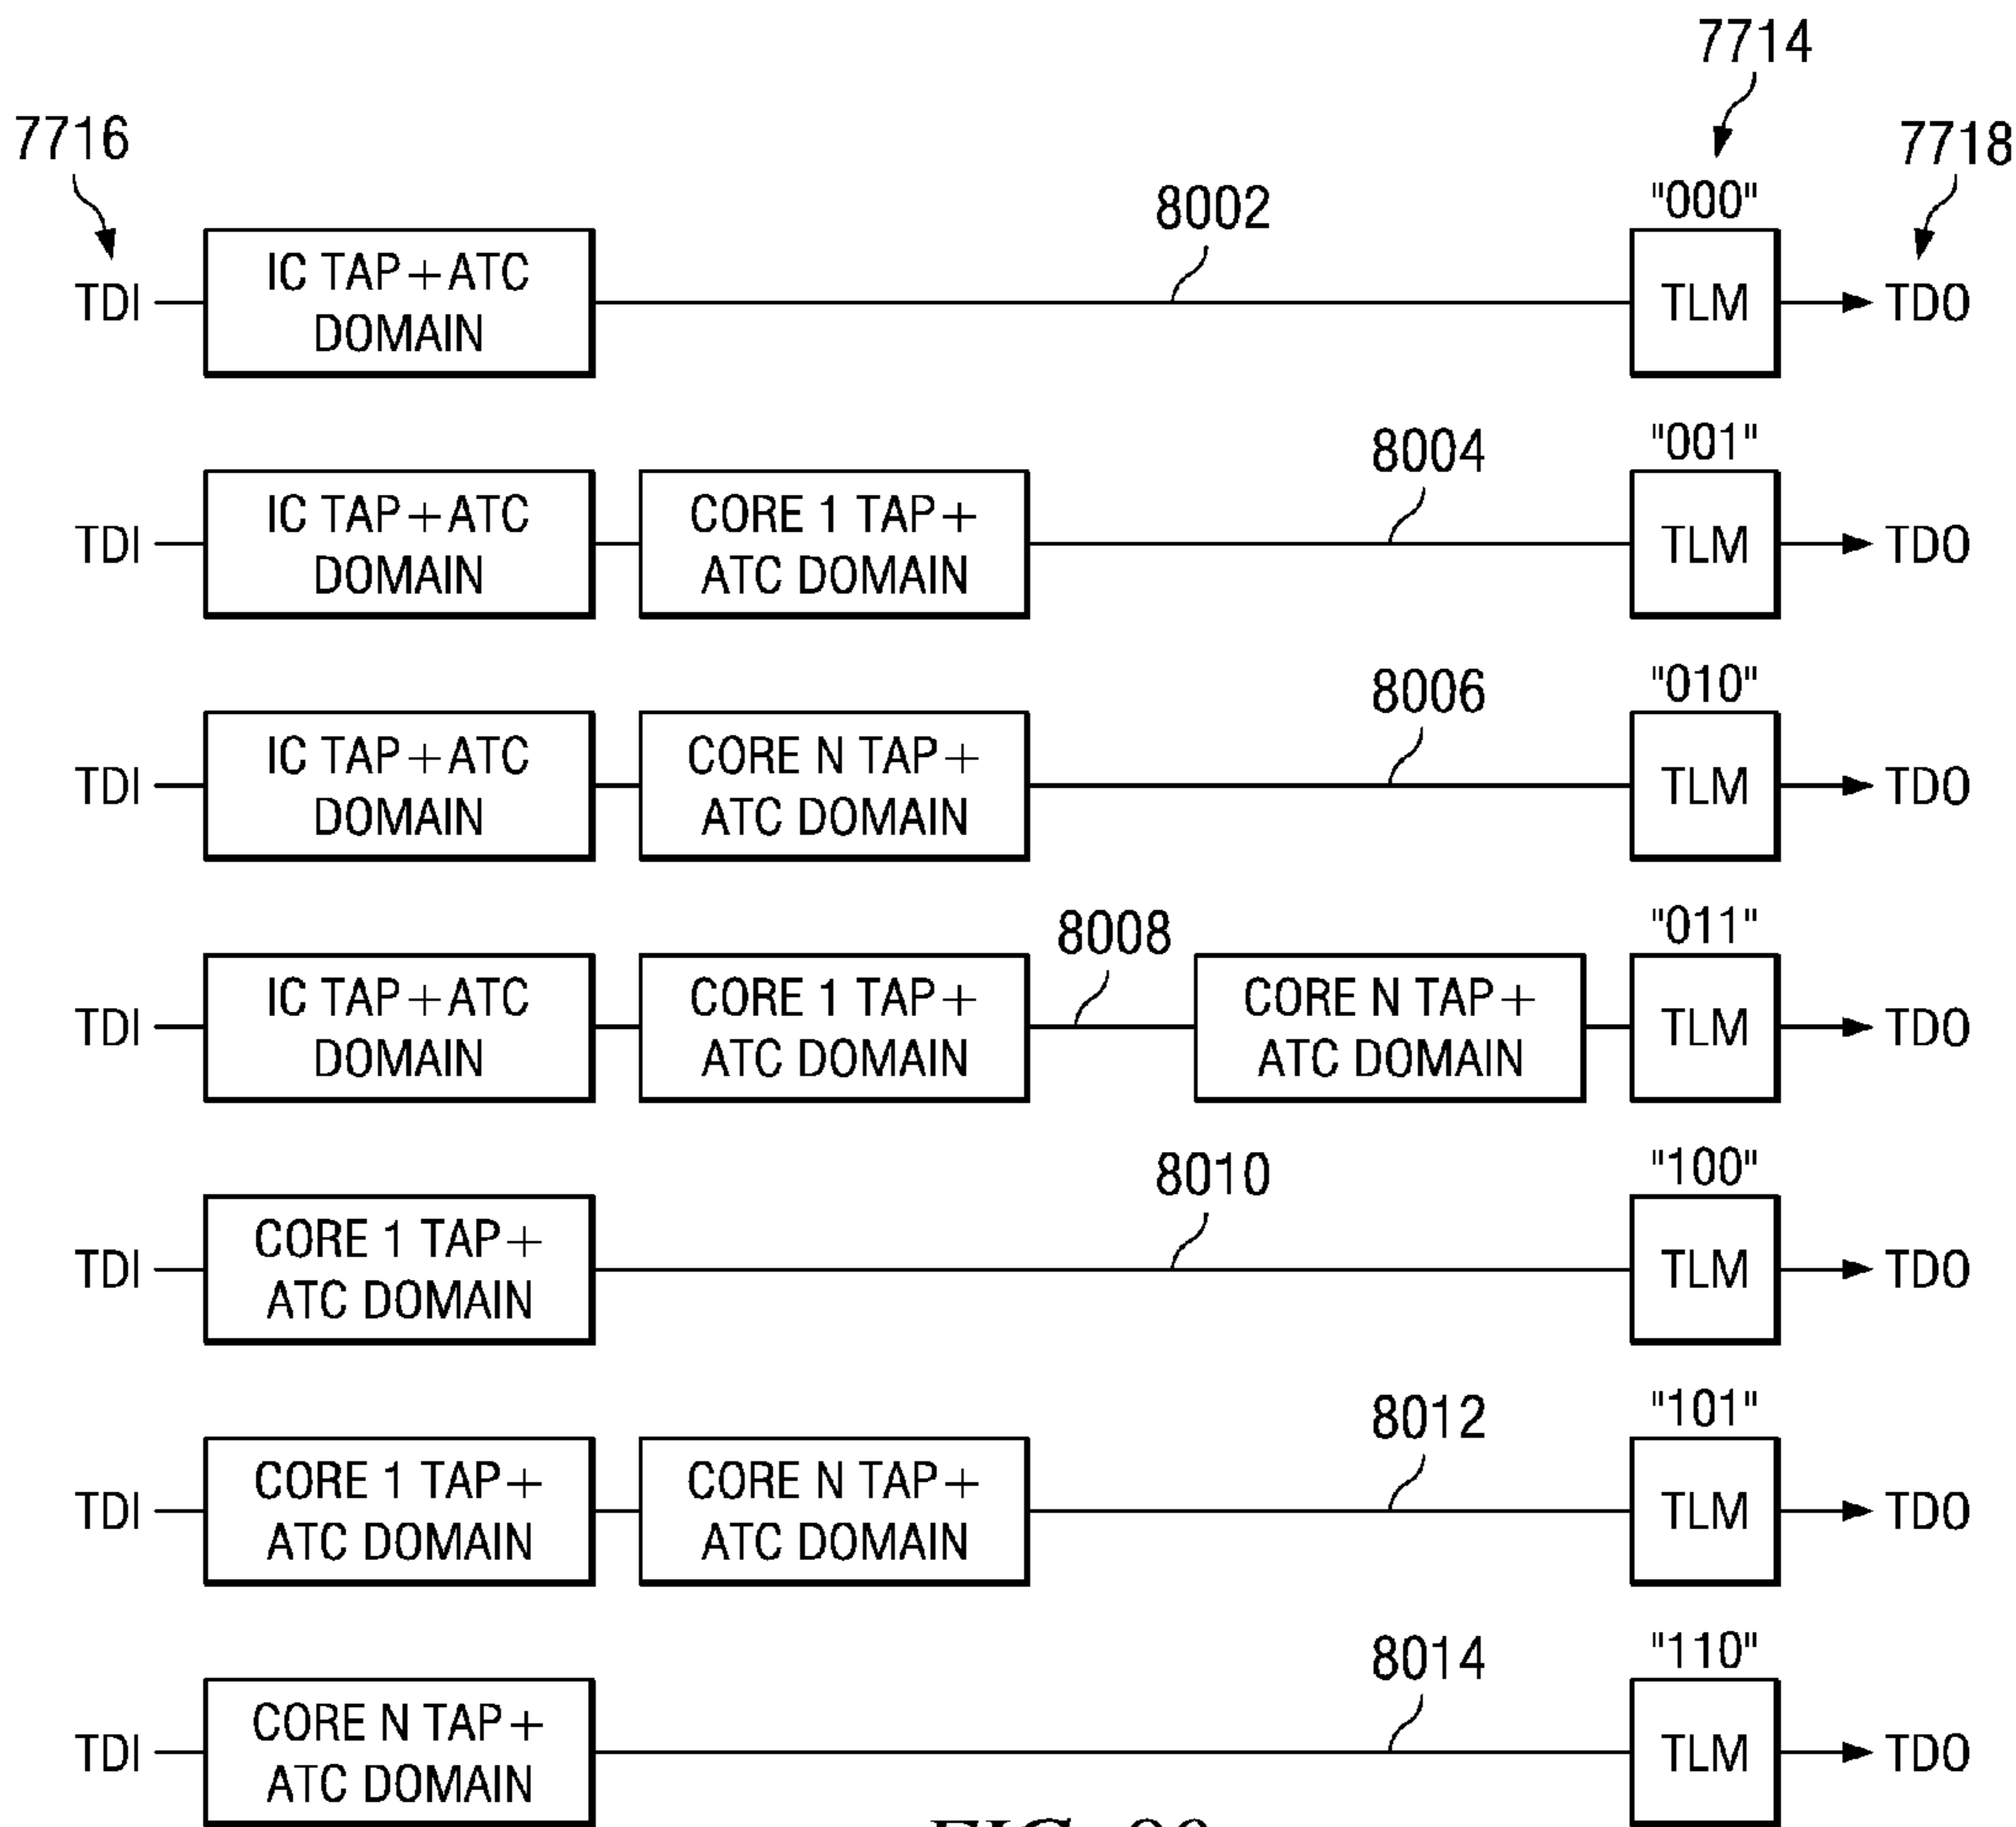 7714
7716
7718
8002
"000"
TDI
IC TAP+ATC
DOMAIN
TLM
TDO
8004
"001"
TDI
IC TAP+ATC
DOMAIN
CORE 1 TAP+
ATC DOMAIN
TLM
TDO
8006
"010"
TDI
IC TAP+ATC
DOMAIN
CORE N TAP+
ATC DOMAIN
TLM
TDO
8008
"011"
TDI
IC TAP+ATC
DOMAIN
CORE 1 TAP+
ATC DOMAIN
CORE N TAP+
ATC DOMAIN
TLM
TDO
8010
"100"
TDI
CORE 1 TAP+
ATC DOMAIN
TLM
TDO
8012
"101"
TDI
CORE 1 TAP+
ATC DOMAIN
CORE N TAP+
ATC DOMAIN
TLM
TDO
8014
"110"
TDI
CORE N TAP+
ATC DOMAIN
TLM
TDO